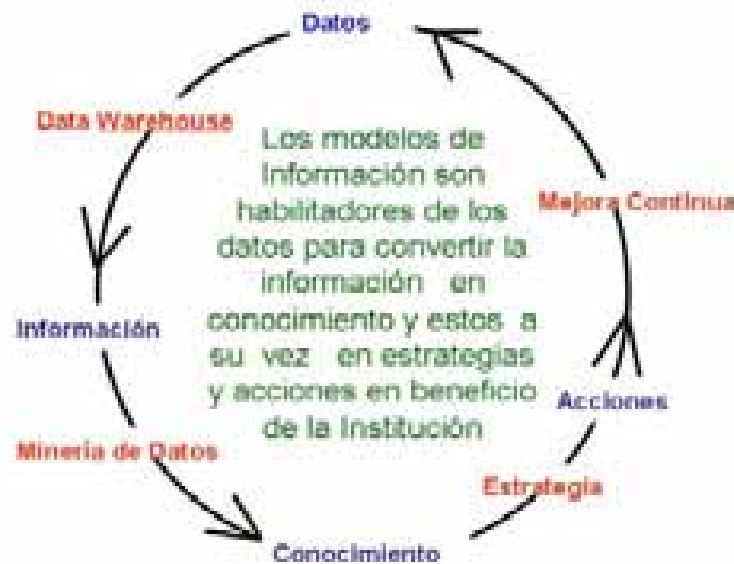 Datos
Data Warehouse
Los modelos de
Información son
habilitadores de los
datos para convertir la
información en
conocimiento y estos a
su vez en estrategias
y acciones en beneficio
de la Institución
Mejora Continua
Información
Acciones
Minería de Datos
Estrategia
Conocimiento